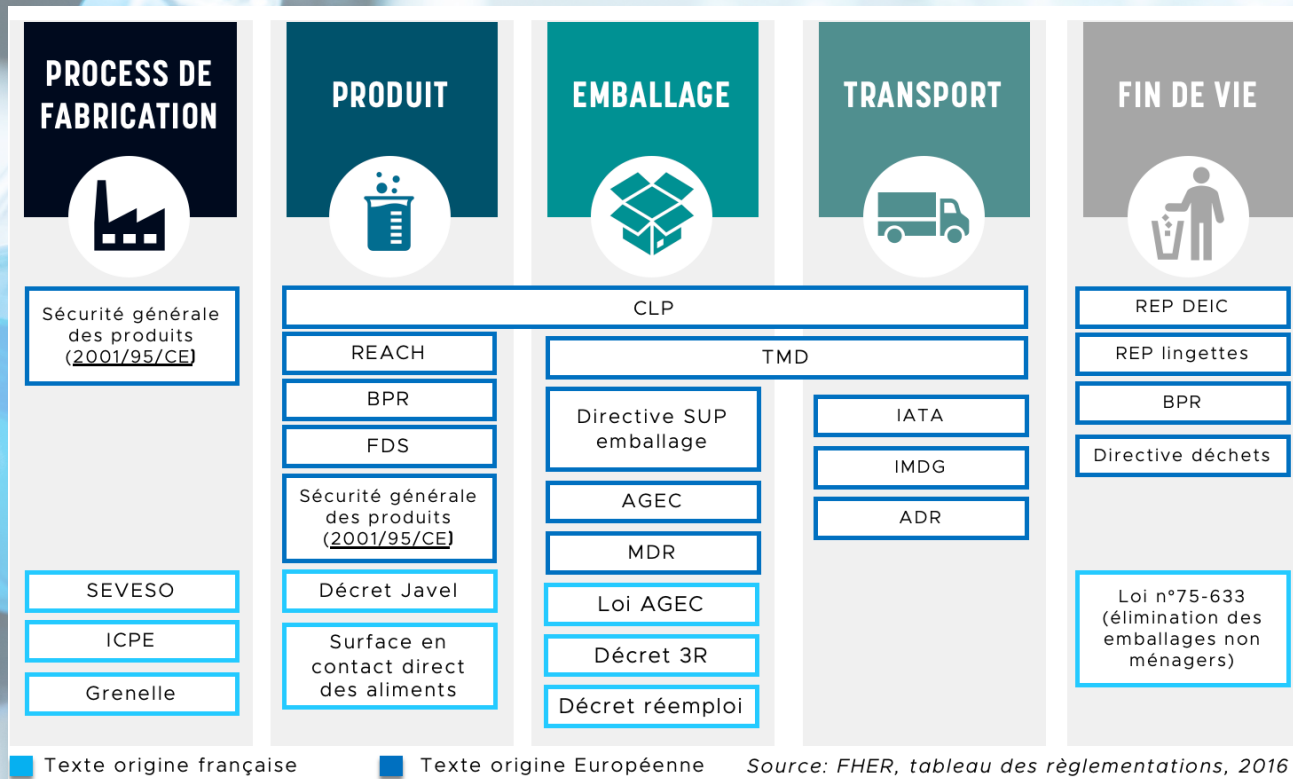 PROCESS DE
FABRICATION
PRODUIT
EMBALLAGE
TRANSPORT
FIN DE VIE
Sécurité générale
des produits
(2001/95/CE)
SEVESO
ICPE
Grenelle
CLP
REACH
BPR
FDS
Sécurité générale
des produits
(2001/95/CE)
Décret Javel
Surface en
contact direct
des aliments
TMD
Directive SUP
emballage
AGEC
MDR
Loi AGEC
Décret 3R
Décret réemploi
IATA
IMDG
ADR
REP DEIC
REP lingettes
BPR
Directive déchets
Loi n°75-633
(élimination des
emballages non
ménagers)
Texte origine française
Texte origine Européenne
Source: FHER, tableau des règlementations, 2016